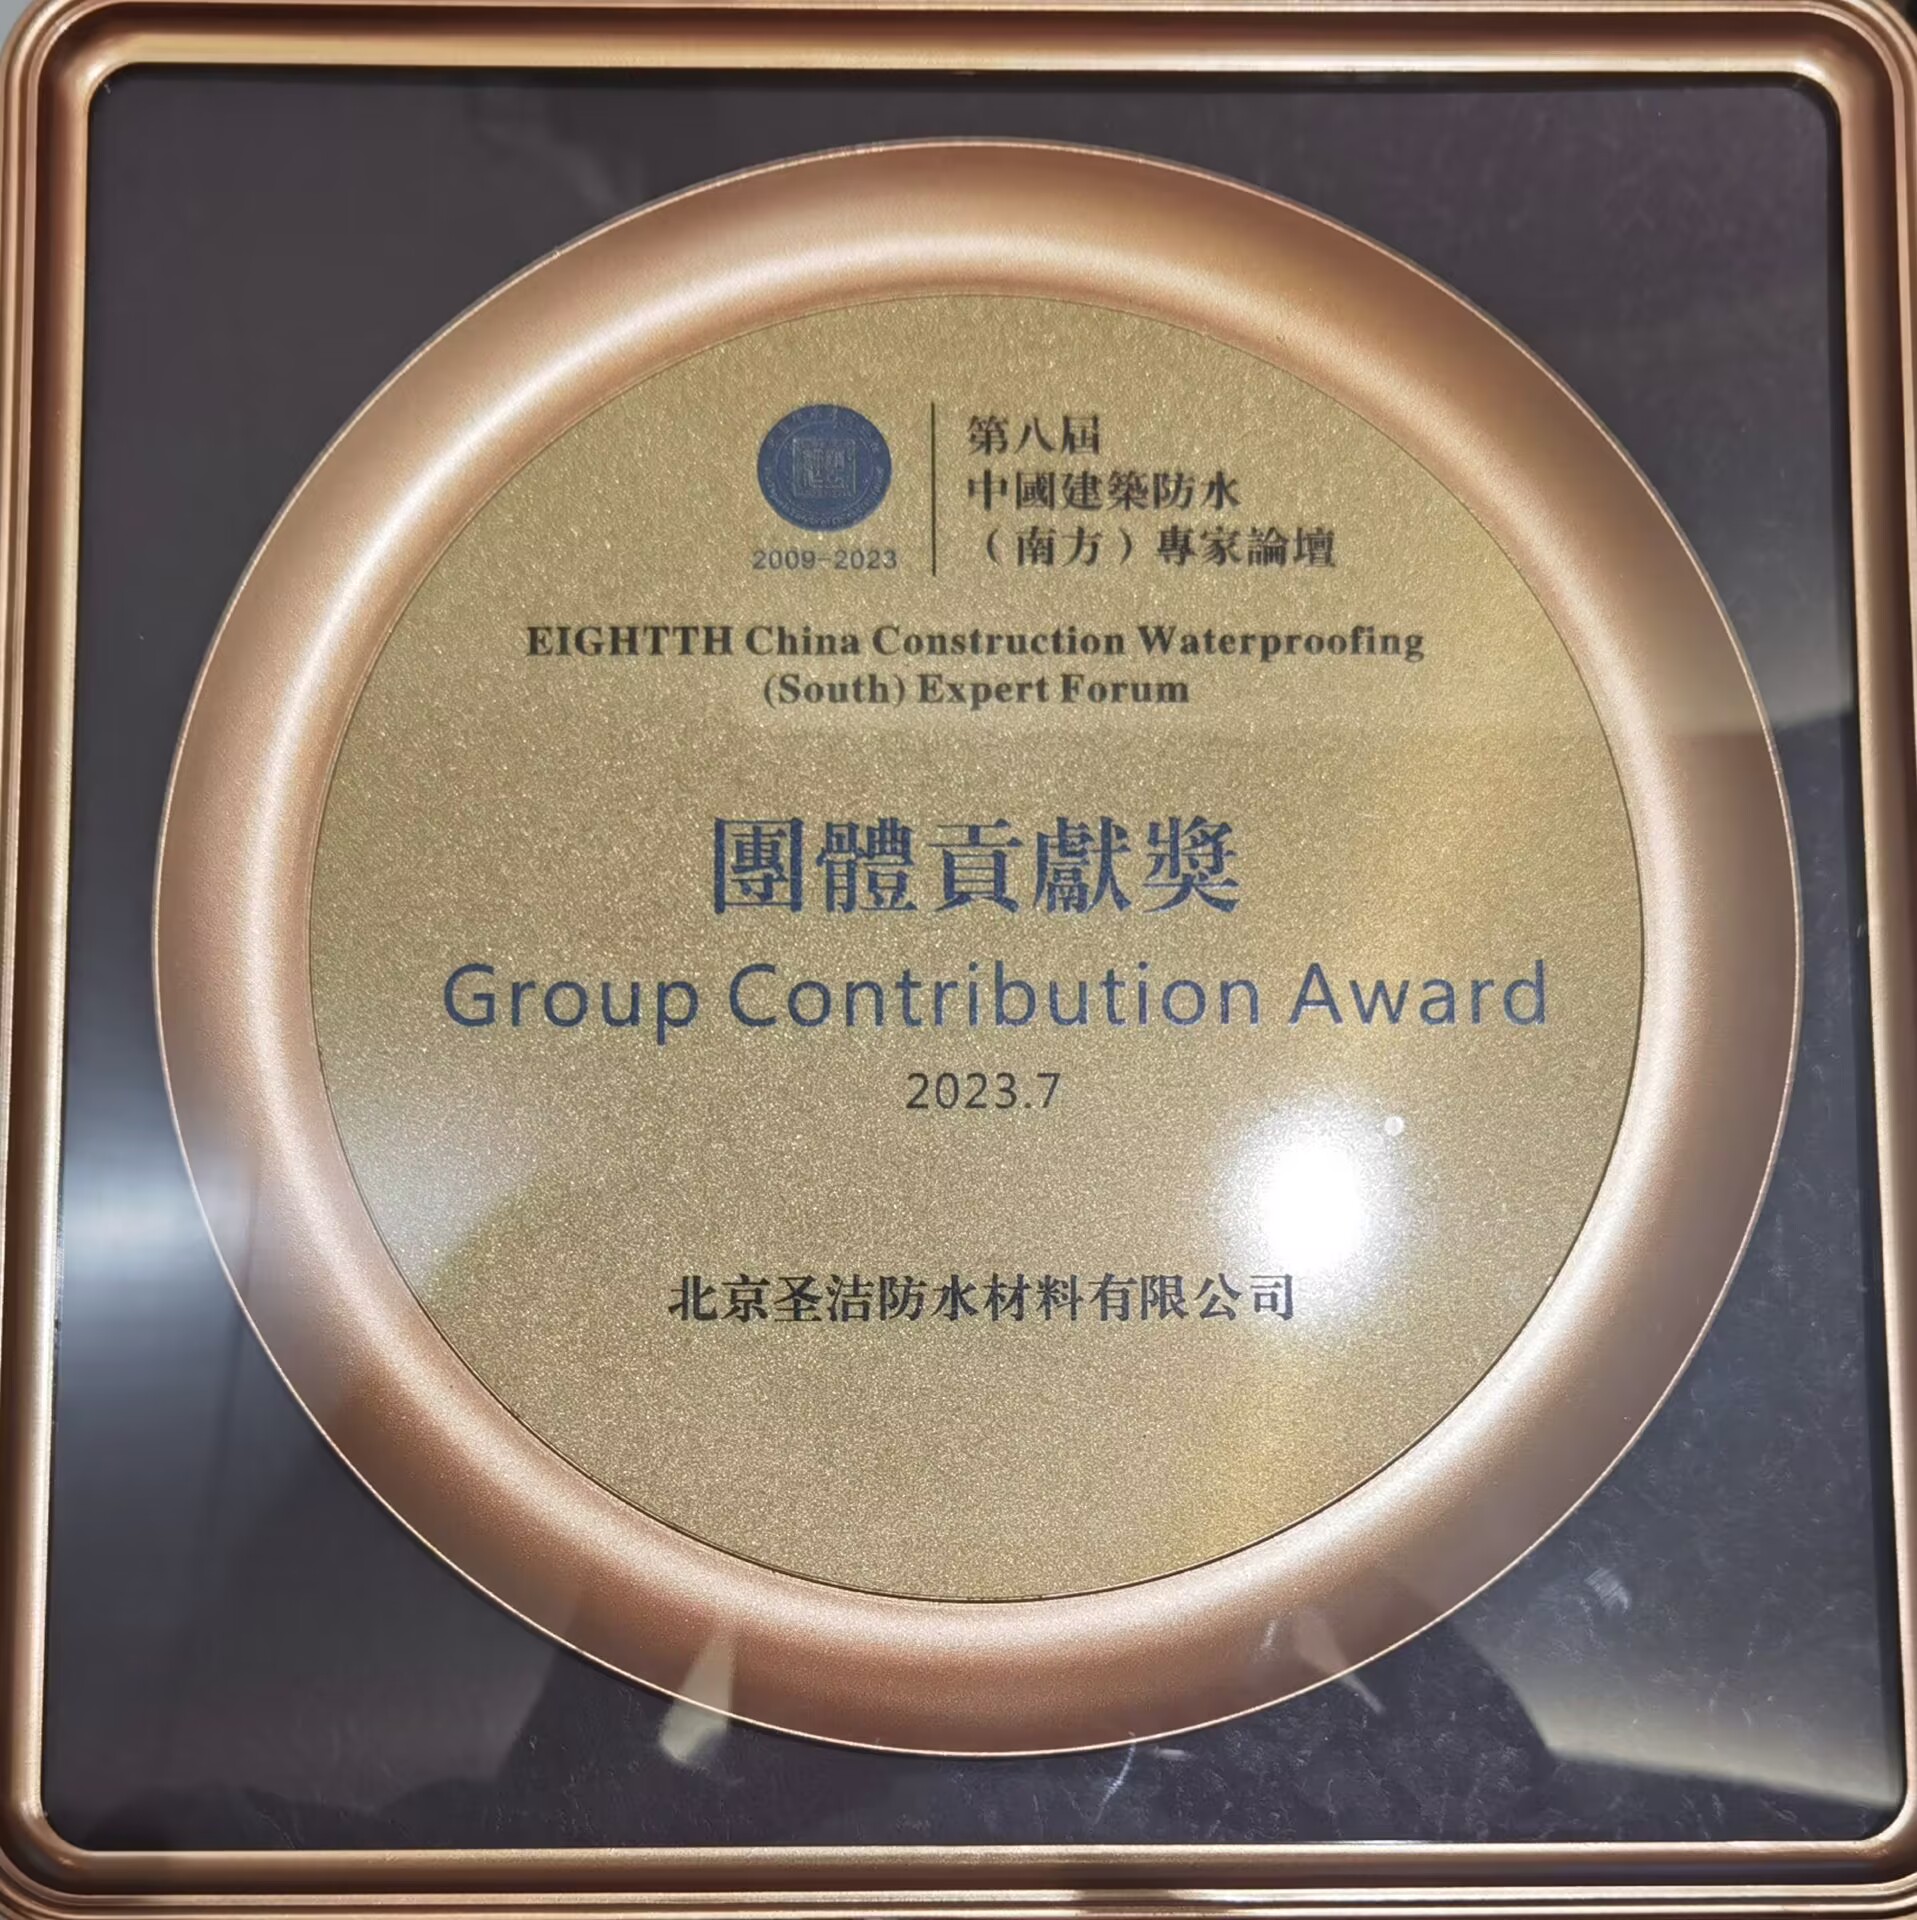 第八屆
中國建築防水
（南方）專家論壇
2009-2023
EIGHTTH China Construction Waterproofing
(South) Expert Forum
團體貢獻獎
Group Contribution Award
2023.7
北京圣洁防水材料有限公司